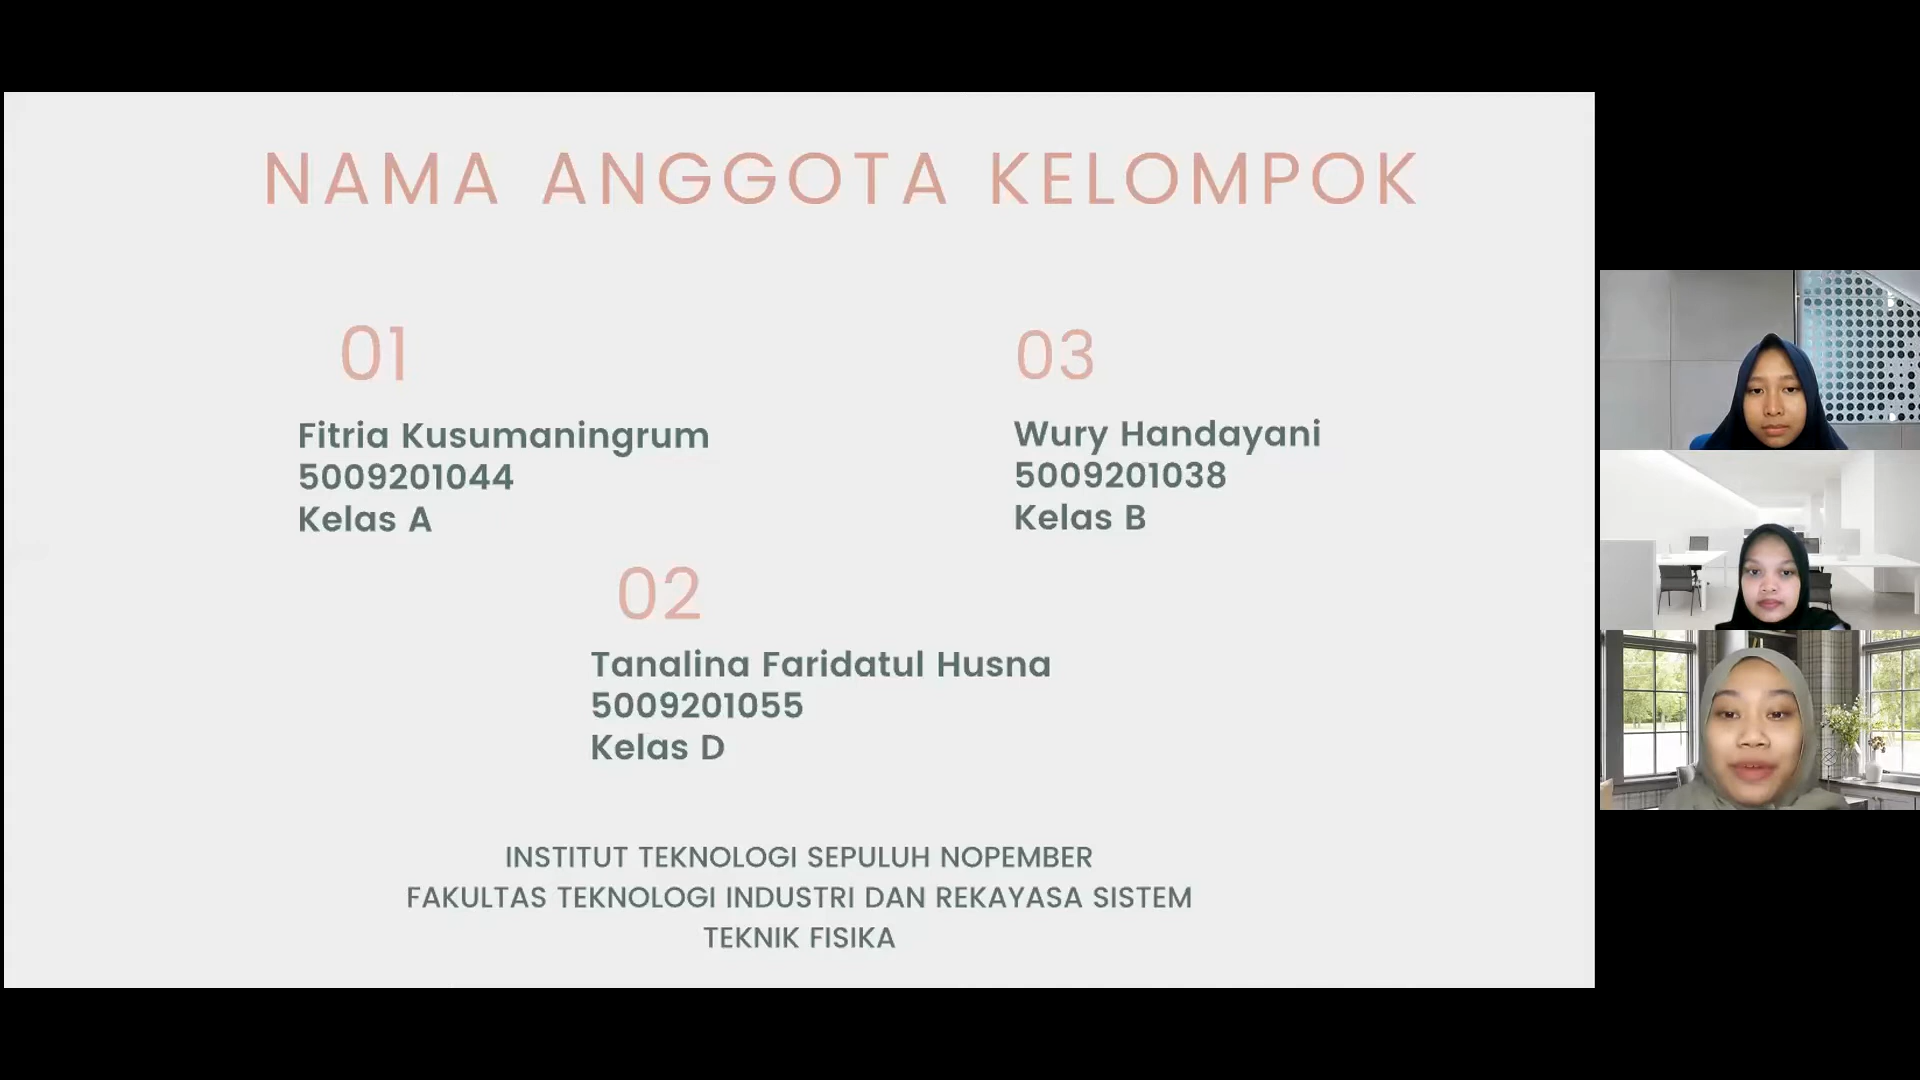 NAMA ANGGOTA KELOMPOK
01
Fitria Kusumaningrum
5009201044
Kelas A
02
Tanalina Faridatul Husna
5009201055
Kelas D
03
Wury Handayani
5009201038
Kelas B
INSTITUT TEKNOLOGI SEPULUH NOPEMBER
FAKULTAS TEKNOLOGI INDUSTRI DAN REKAYASA SISTEM
TEKNIK FISIKA